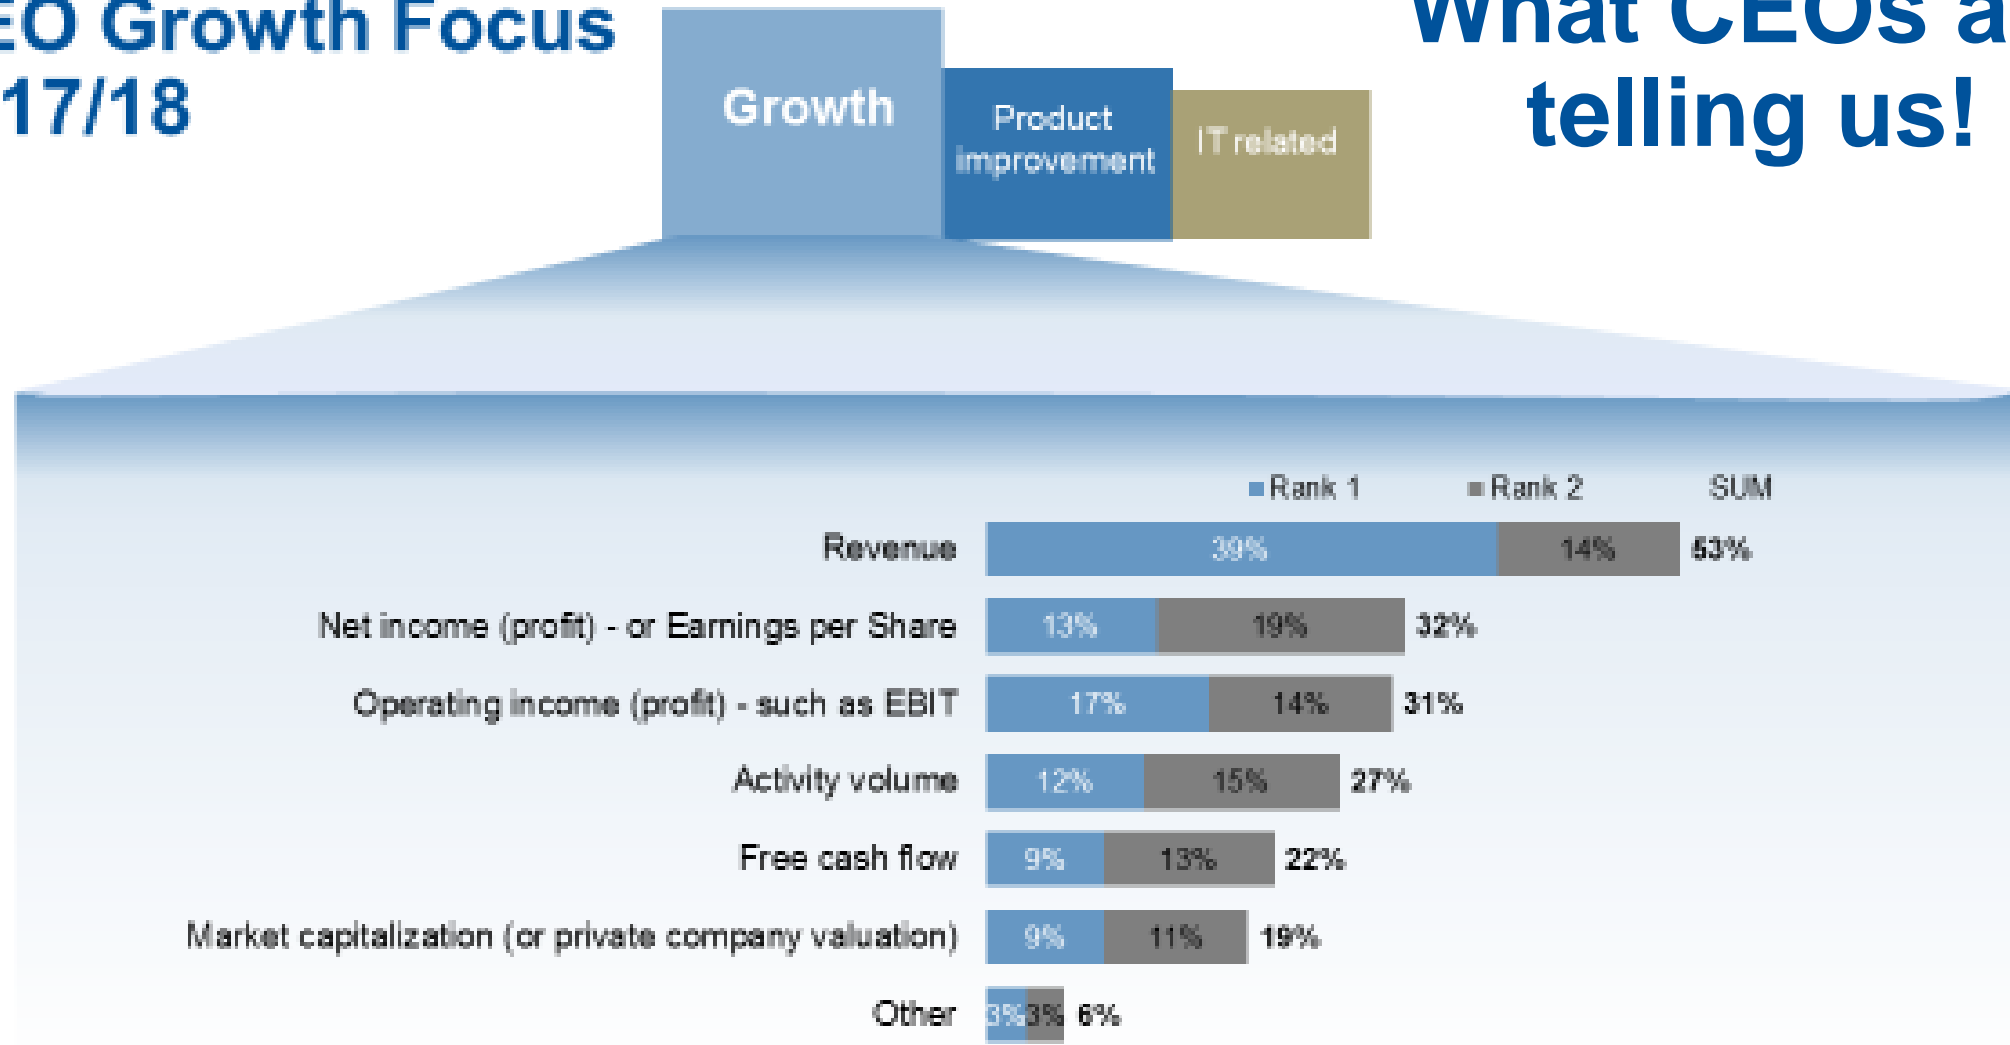 EO Growth Focus
17/18
What CEOs a
telling us!
Growth
Product
improvement
IT related
Rank 1
Rank 2
SUM
Revenue 39% 14% 53%
Net income (profit) - or Earnings per Share 13% 19% 32%
Operating income (profit) - such as EBIT 17% 14% 31%
Activity volume 12% 15% 27%
Free cash flow 9% 13% 22%
Market capitalization (or private company valuation) 9% 11% 19%
Other 3% 3% 6%